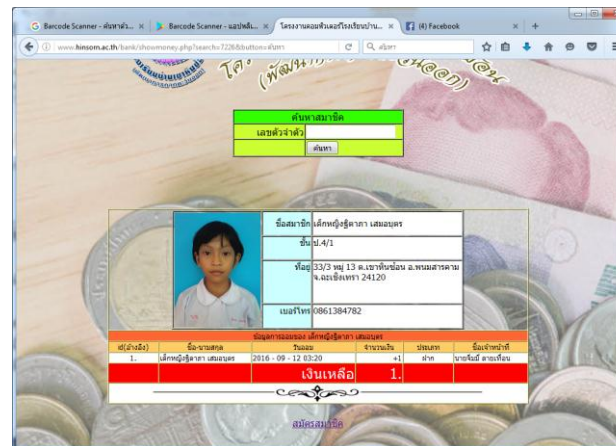 Barcode Scanner - ค้นหาด้ว...
Barcode Scanner - แอปพลิเ...
โครงงานคอมพิวเตอร์โรงเรียนบ้าน...
(4) Facebook
www.hinsom.ac.th/bank/showmoney.php?search=7226&button=ค้นหา
ค้นหา
ค้นหาสมาชิค
เลขตัวจำตัว
ค้นหา
ชื่อสมาชิก เด็กหญิงฐิตาภา เสมอบุตร
ชั้น ป.4/1
ที่อยู่ 33/3 หมู่ 13 ต.เขาหินซ้อน อ.พนมสารคาม
จ.ฉะเชิงเทรา 24120
เบอร์โทร 0861384782
ข้อมูลการออมของ เด็กหญิงฐิตาภา เสมอบุตร
id(อ้างอิง) ชื่อ-นามสกุล วันออม จำนวนเงิน ประเภท ชื่อเจ้าหน้าที่
1. เด็กหญิงฐิตาภา เสมอบุตร 2016 - 09 - 12 03:20 +1 ฝาก
เงินเหลือ 1.
สมัครสมาชิค